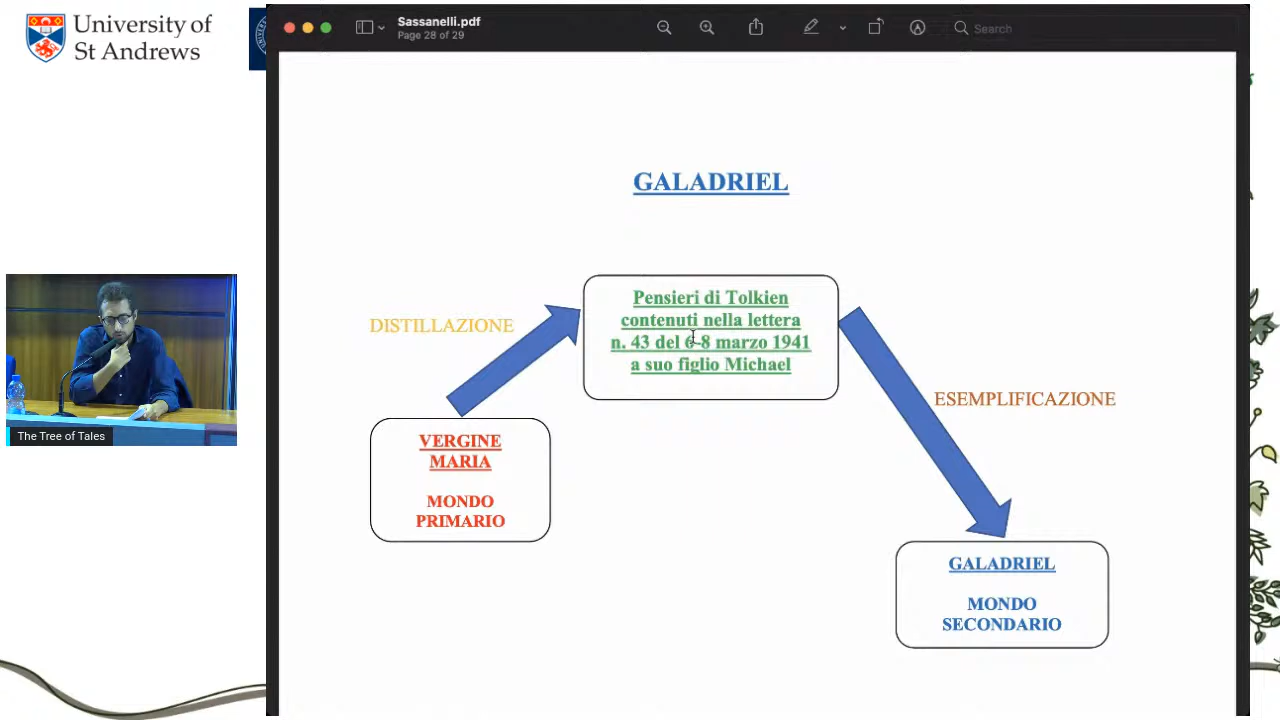 University of
St Andrews
Sassanelli.pdf
Page 28 of 29
Search
GALADRIEL
Pensieri di Tolkien
contenuti nella lettera
n. 43 del 6-8 marzo 1941
a suo figlio Michael
DISTILLAZIONE
ESEMPLIFICAZIONE
VERGINE
MARIA
MONDO
PRIMARIO
The Tree of Tales
GALADRIEL
MONDO
SECONDARIO